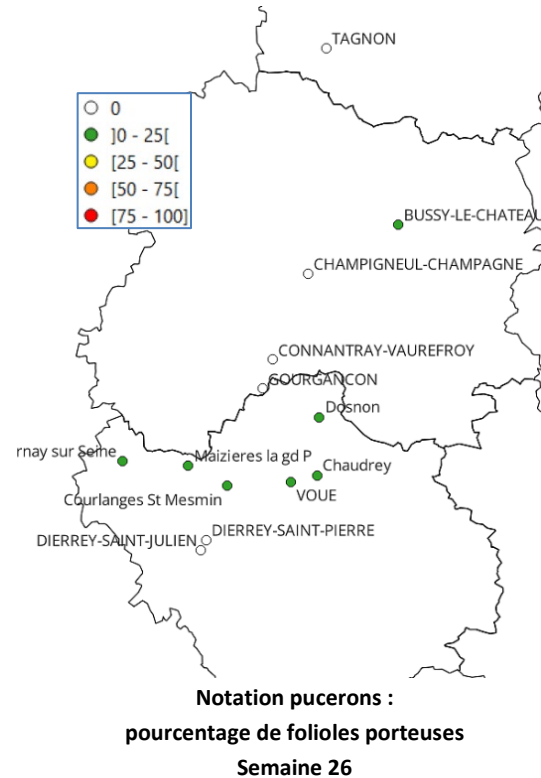 TAGNON
0
]0 - 25[
[25 - 50[
[50 - 75[
[75 - 100]
BUSSY-LE-CHATEAU
CHAMPIGNEUL-CHAMPAGNE
CONNANTRAY-VAUREFROY
GOURGANCON
Dosnon
rnay sur Seine
Maizieres la gd P
Chaudrey
Courlanges St Mesmin
VOUE
DIERREY-SAINT-PIERRE
DIERREY-SAINT-JULIEN
Notation pucerons :
pourcentage de folioles porteuses
Semaine 26